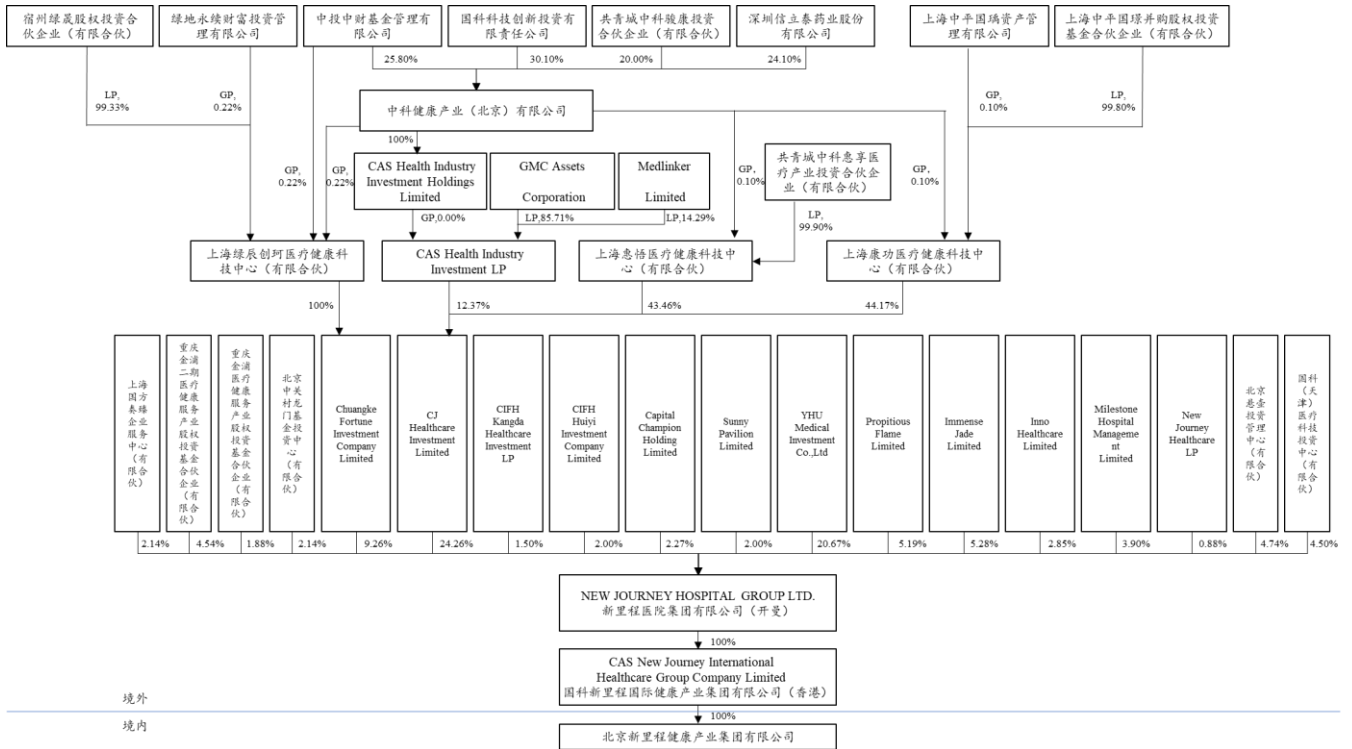 宿州绿晟股权投资合
伙企业（有限合伙）
绿地永续财富投资管
理有限公司
中投中财基金管理有
限公司
国科科技创新投资有
限责任公司
共青城中科骏康投资
合伙企业（有限合伙）
深圳信立泰药业股份
有限公司
上海中平国瑀资产管
理有限公司
上海中平国璟并购股权投资
基金合伙企业（有限合伙）
25.80%
30.10%
20.00%
24.10%
LP,
99.33%
GP,
0.22%
GP,
0.10%
LP,
99.80%
中科健康产业（北京）有限公司
100%
GP,
0.22%
GP,
0.22%
CAS Health Industry
Investment Holdings
Limited
GMC Assets
Corporation
Medlinker
Limited
GP,
0.10%
共青城中科惠享医
疗产业投资合伙企
业（有限合伙）
GP,
0.10%
GP,0.00%
LP,85.71%
LP,14.29%
LP,
99.90%
上海绿辰创珂医疗健康科
技中心（有限合伙）
CAS Health Industry
Investment LP
上海惠悟医疗健康科技中
心（有限合伙）
上海康功医疗健康科技中
心（有限合伙）
100%
12.37%
43.46%
44.17%
上海
国方
奏臻
企业
服务
中心
（有
限合
伙）
重庆
金浦
二期
医疗
健康
服务
产业
股权
投资
基金
合伙
企业
（有
限合
伙）
重庆
金浦
医疗
健康
服务
产业
股权
投资
基金
合伙
企业
（有
限合
伙）
北京
中关
村龙
门基
金投
资中
心
（有
限合
伙）
Chuangke
Fortune
Investment
Company
Limited
CJ
Healthcare
Investment
Limited
CIFH
Kangda
Healthcare
Investment
LP
CIFH
Huiyi
Investment
Company
Limited
Capital
Champion
Holding
Limited
Sunny
Pavilion
Limited
YHU
Medical
Investment
Co.,Ltd
Propitious
Flame
Limited
Immense
Jade
Limited
Inno
Healthcare
Limited
Milestone
Hospital
Manageme
nt
Limited
New
Journey
Healthcare
LP
北京
悬壶
投资
管理
中心
（有
限合
伙）
国科
（天
津）
医疗
科技
投资
中心
（有
限合
伙）
2.14%
4.54%
1.88%
2.14%
9.26%
24.26%
1.50%
2.00%
2.27%
2.00%
20.67%
5.19%
5.28%
2.85%
3.90%
0.88%
4.74%
4.50%
NEW JOURNEY HOSPITAL GROUP LTD.
新里程医院集团有限公司（开曼）
100%
CAS New Journey International
Healthcare Group Company Limited
国科新里程国际健康产业集团有限公司（香港）
境外
境内
100%
北京新里程健康产业集团有限公司